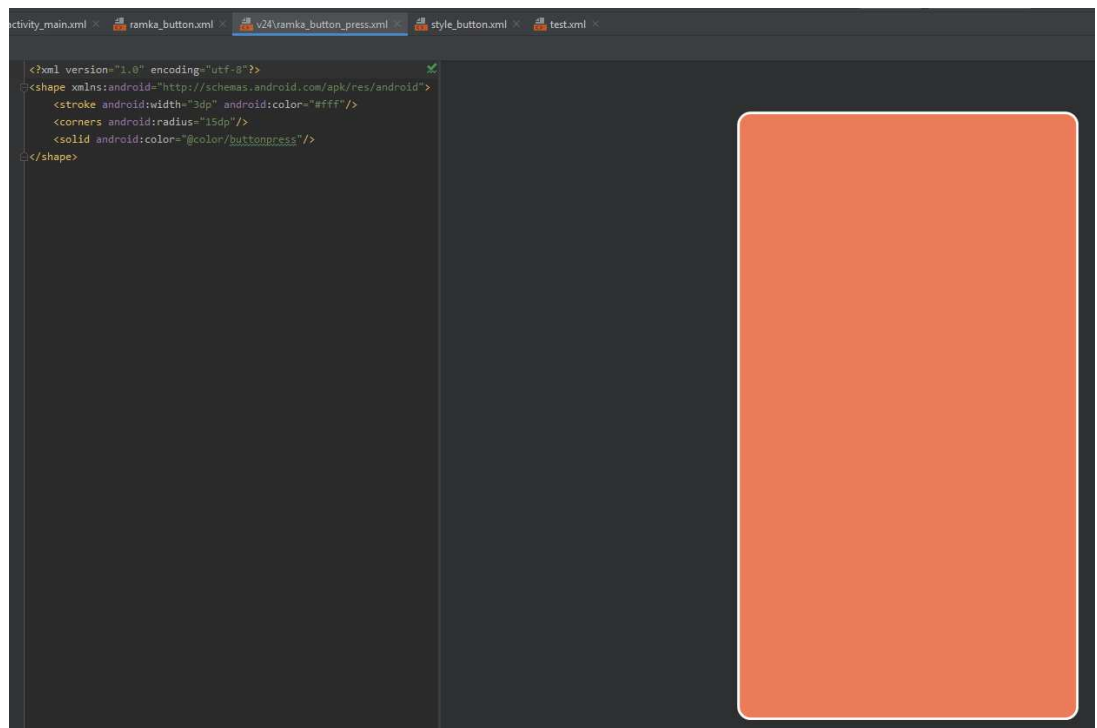 ctivity_main.xml ramka_button.xml v24\ramka_button_press.xml style_button.xml test.xml
<?xml version="1.0" encoding="utf-8"?>
<shape xmlns:android="http://schemas.android.com/apk/res/android">
<stroke android:width="3dp" android:color="#fff"/>
<corners android:radius="15dp"/>
<solid android:color="@color/buttonpress"/>
</shape>